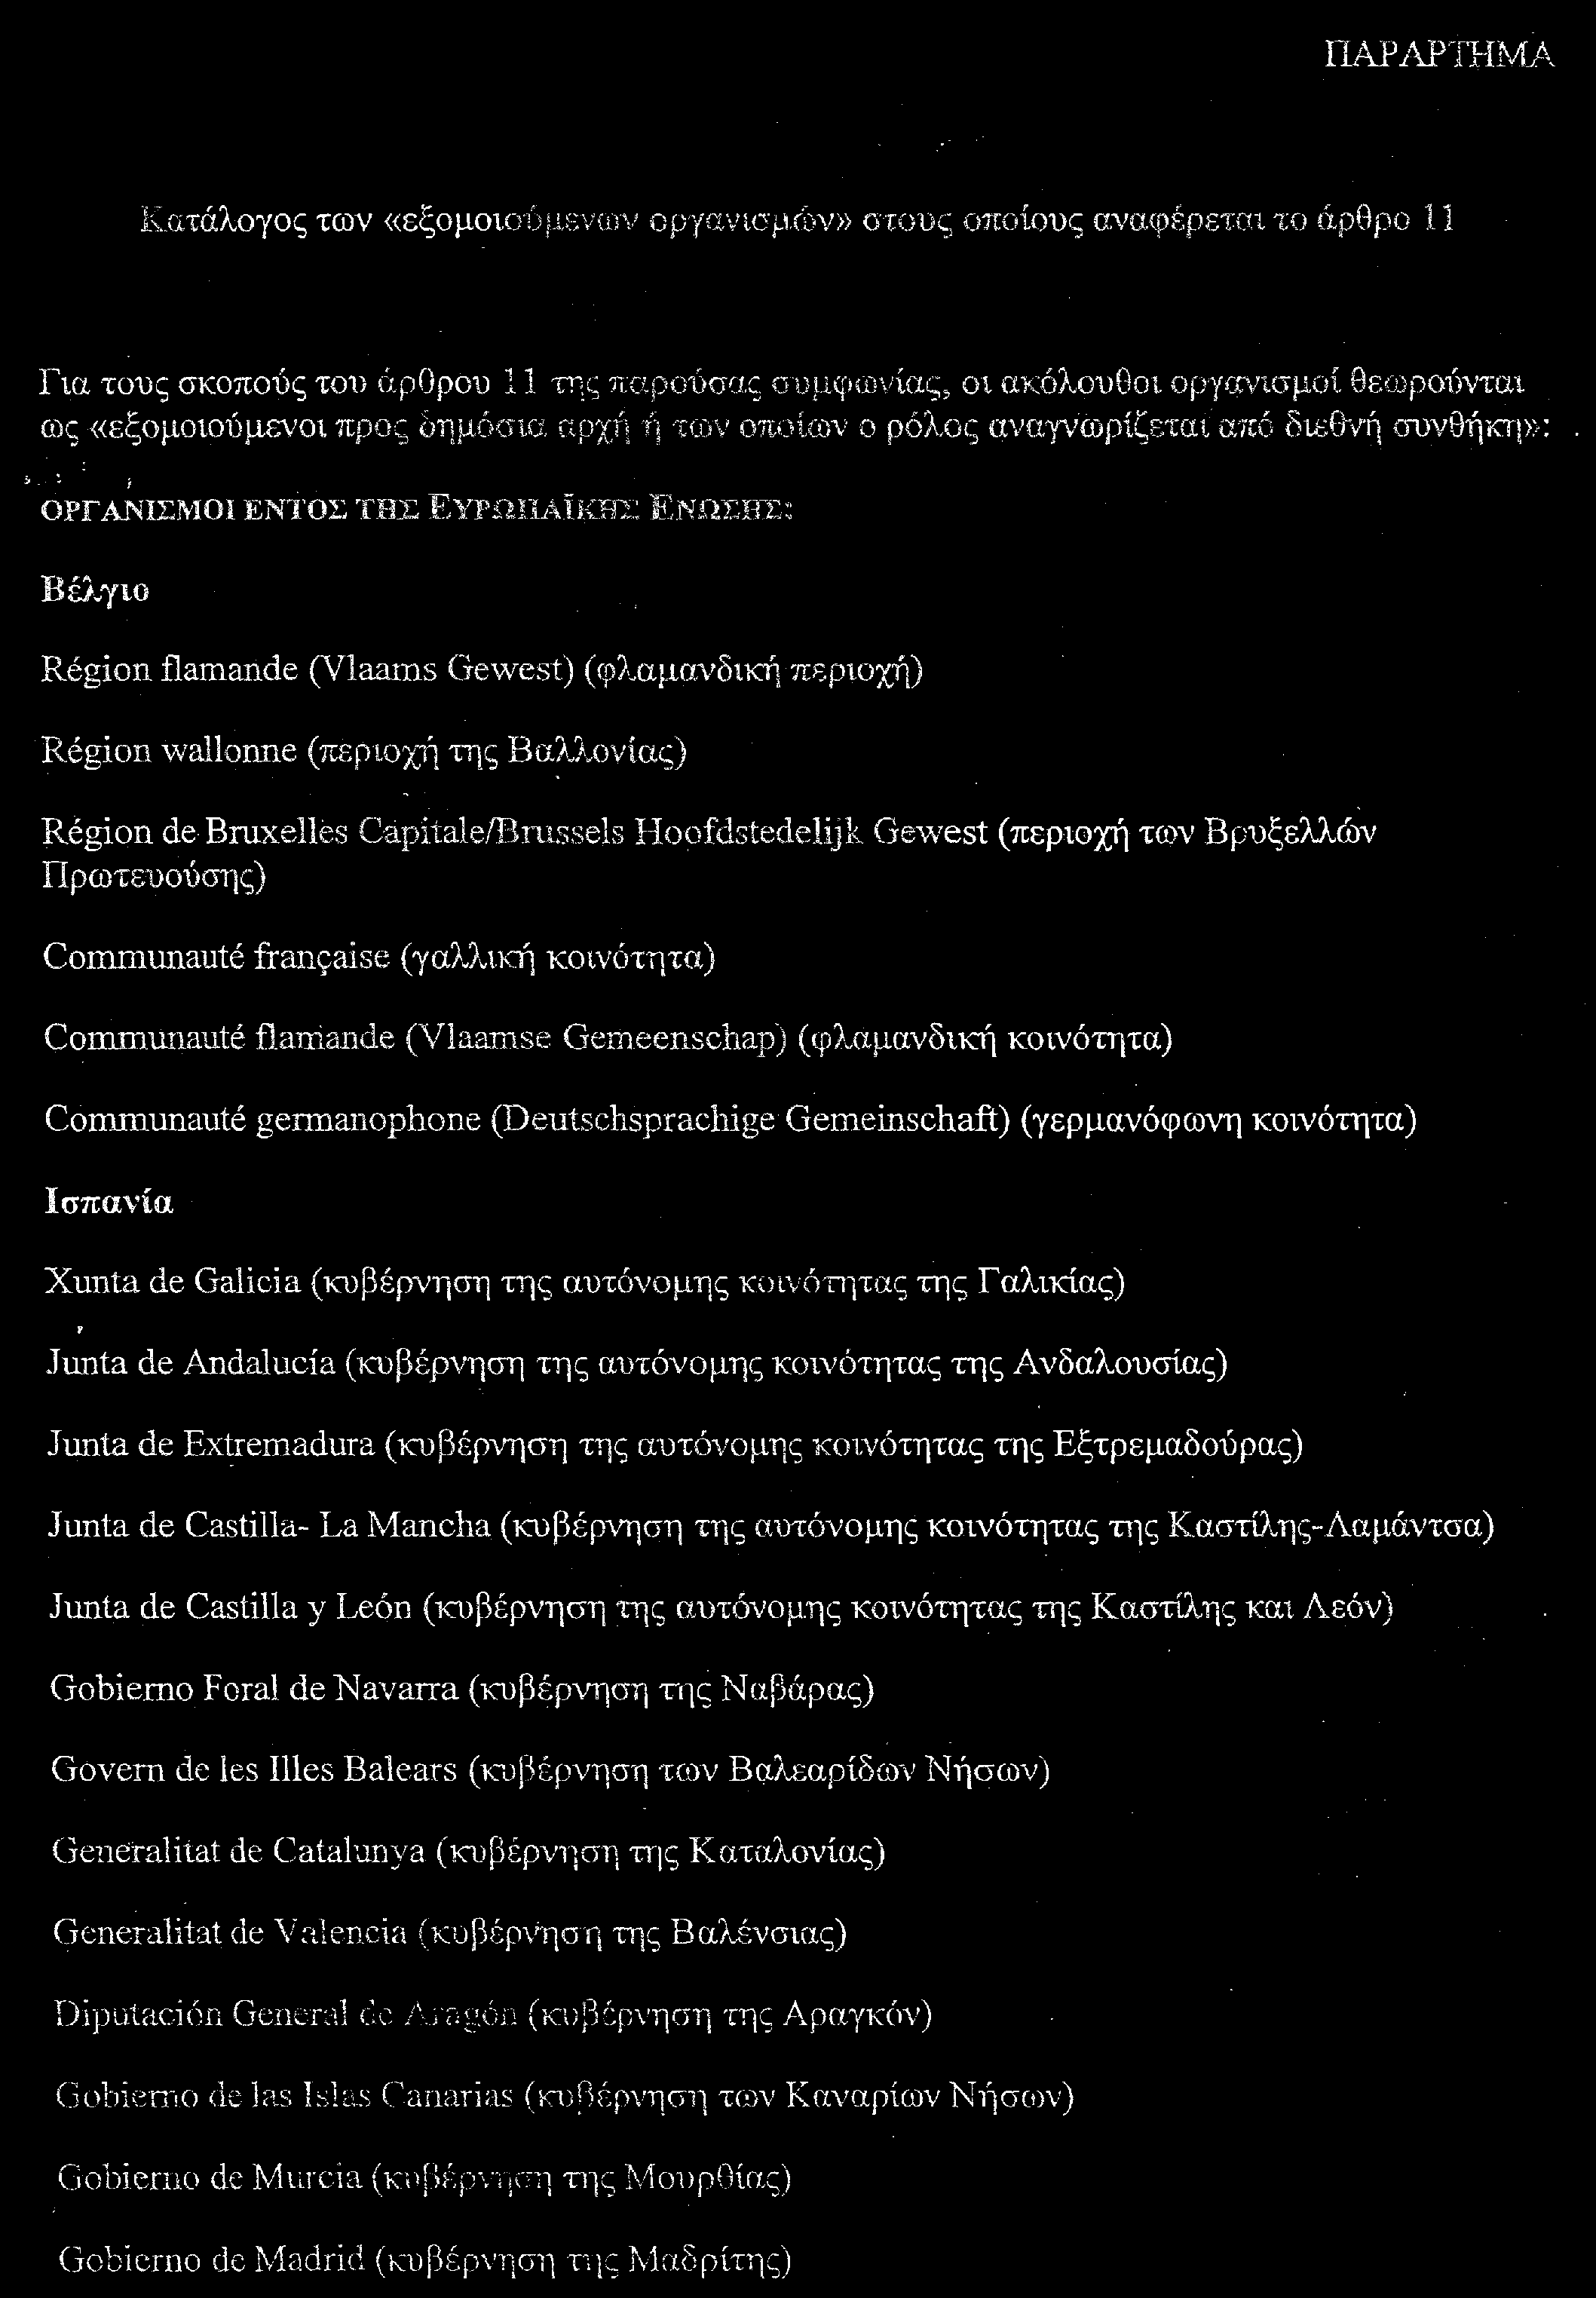 ΠΑΡΑΡΤΗΜΑ
Κατάλογος των «εξομοιούμενων οργανισμών» στους οποίους αναφέρεται το άρθρο 11
Για τους σκοπούς του άρθρου 11 της παρούσας συμφωνίας, οι ακόλουθοι οργανισμοί θεωρούνται
ως «εξομοιούμενοι προς δημόσια αρχή ή των οποίων ο ρόλος αναγνωρίζεται από διεθνή συνθήκη»:
ΟΡΓΑΝΙΣΜΟΙ ΕΝΤΟΣ ΤΗΣ ΕΥΡΩΠΑΪΚΗΣ ΕΝΩΣΗΣ:
Βέλγιο
Région flamande (Vlaams Gewest) (φλαμανδική περιοχή)
Région wallonne (περιοχή της Βαλλονίας)
Région de Bruxelles Capitale/Brussels Hoofdstedelijk Gewest (περιοχή των Βρυξελλών
Πρωτευούσης)
Communauté française (γαλλική κοινότητα)
Communauté flamande (Vlaamse Gemeenschap) (φλαμανδική κοινότητα)
Communauté germanophone (Deutschsprachige Gemeinschaft) (γερμανόφωνη κοινότητα)
Ισπανία
Xunta de Galicia (κυβέρνηση της αυτόνομης κοινότητας της Γαλικίας)
Junta de Andalucía (κυβέρνηση της αυτόνομης κοινότητας της Ανδαλουσίας)
Junta de Extremadura (κυβέρνηση της αυτόνομης κοινότητας της Εξτρεμαδούρας)
Junta de Castilla- La Mancha (κυβέρνηση της αυτόνομης κοινότητας της Καστίλης-Λαμάντσα)
Junta de Castilla y León (κυβέρνηση της αυτόνομης κοινότητας της Καστίλης και Λεόν)
Gobierno Foral de Navarra (κυβέρνηση της Ναβάρας)
Govern de les Illes Balears (κυβέρνηση των Βαλεαρίδων Νήσων)
Generalitat de Catalunya (κυβέρνηση της Καταλονίας)
Generalitat de Valencia (κυβέρνηση της Βαλένσιας)
Diputación General de Aragón (κυβέρνηση της Αραγκόν)
Gobierno de las Islas Canarias (κυβέρνηση των Καναρίων Νήσων)
Gobierno de Murcia (κυβέρνηση της Μουρθίας)
Gobierno de Madrid (κυβέρνηση της Μαδρίτης)